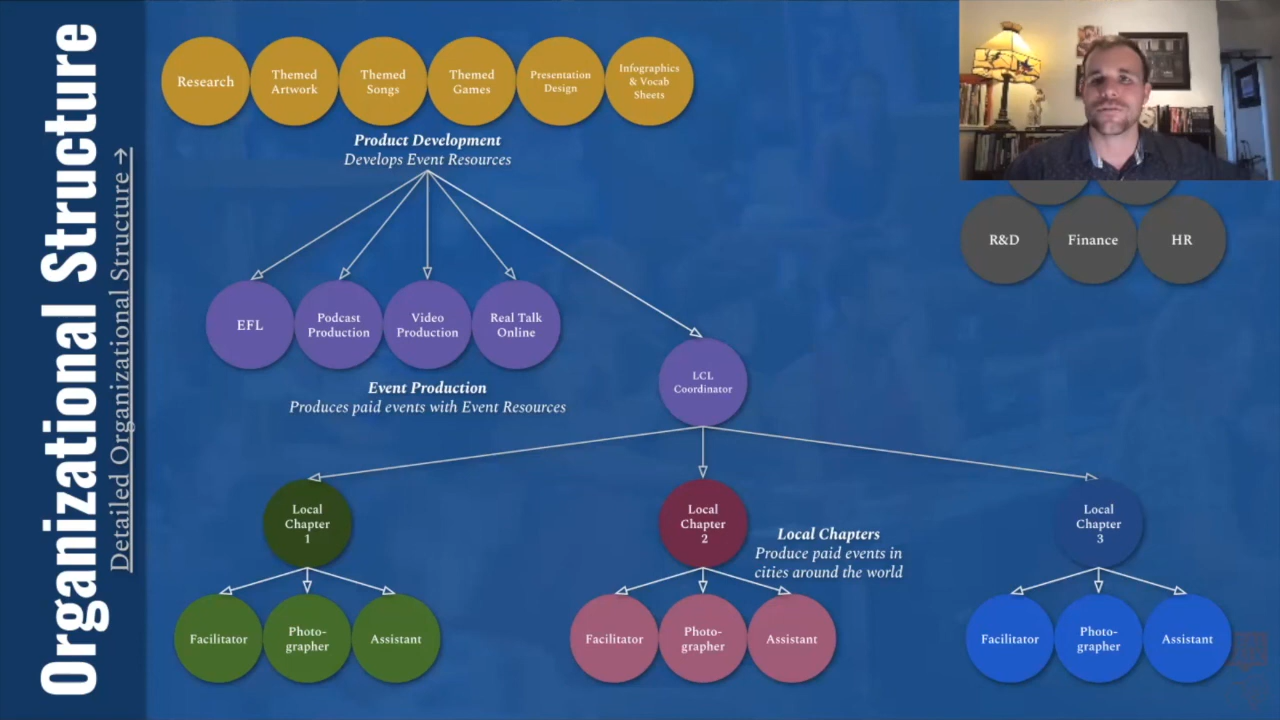 Organizational Structure
Detailed Organizational Structure →
Research
Themed
Artwork
Themed
Songs
Themed
Games
Presentation
Design
Infographics
& Vocab
Sheets
Product Development
Develops Event Resources
R&D
Finance
HR
EFL
Podcast
Production
Video
Production
Real Talk
Online
Event Production
Produces paid events with Event Resources
LCL
Coordinator
Local
Chapter
1
Local
Chapter
2
Local Chapters
Produce paid events in
cities around the world
Local
Chapter
3
Facilitator
Photo-
grapher
Assistant
Facilitator
Photo-
grapher
Assistant
Facilitator
Photo-
grapher
Assistant